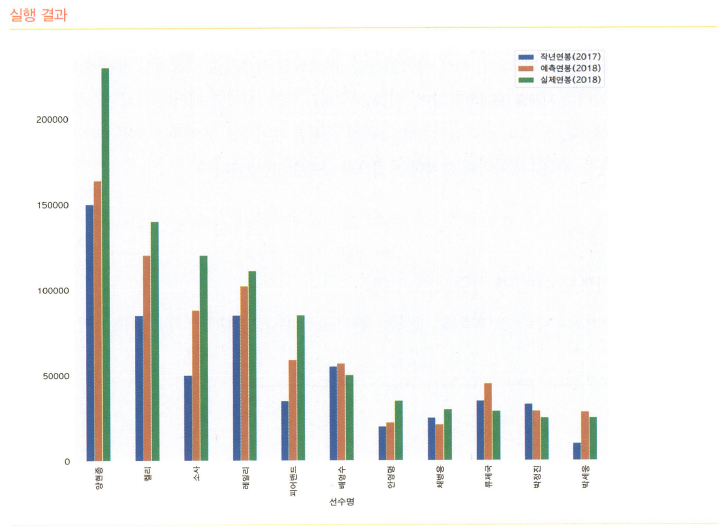 실행 결과
작년연봉(2017)
예측연봉(2018)
실제연봉(2018)
200000
150000
100000
50000
0
양현종
켈리
소사
레일리
피어밴드
배영수
안영명
채병용
류제국
박정진
박세웅
선수명